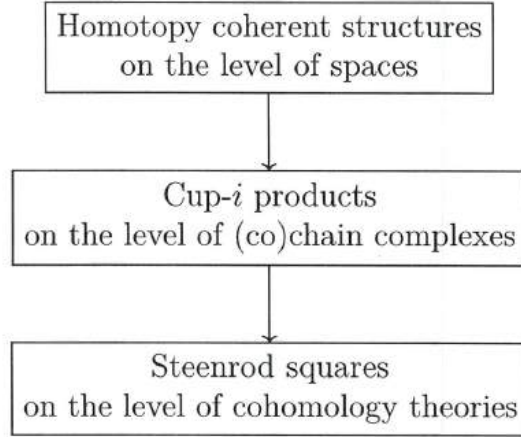 Homotopy coherent structures
on the level of spaces
Cup-i products
on the level of (co)chain complexes
Steenrod squares
on the level of cohomology theories